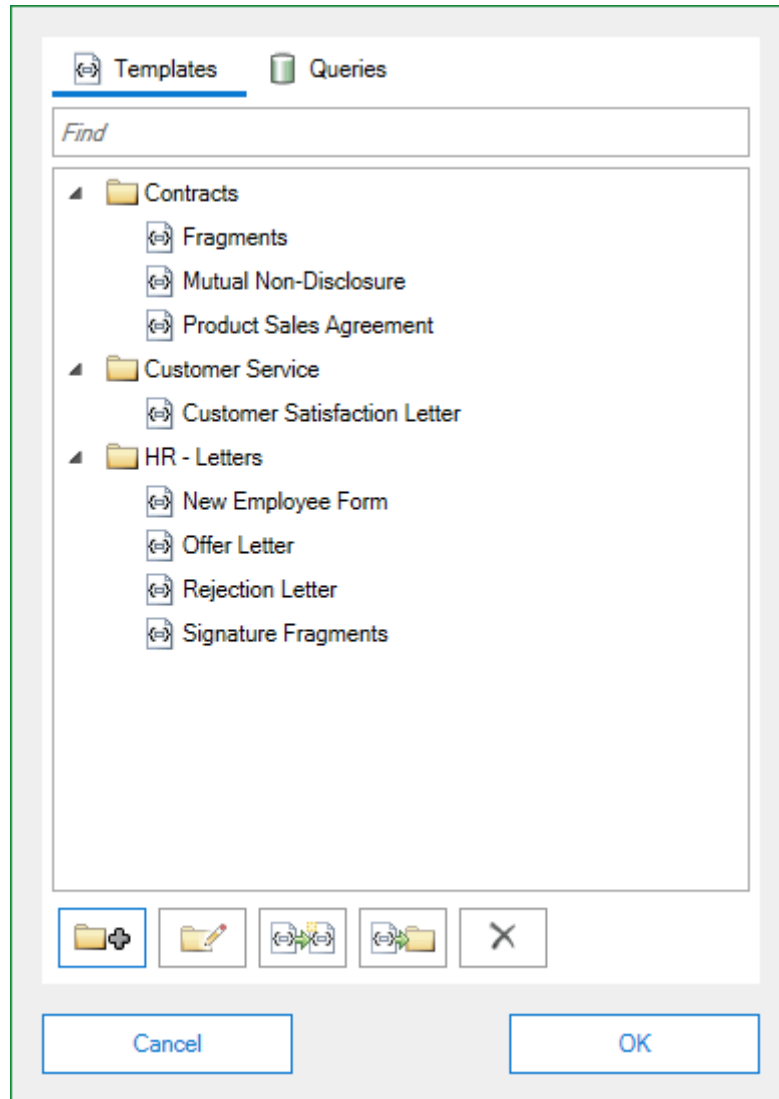 Templates Queries
Find
Contracts
Fragments
Mutual Non-Disclosure
Product Sales Agreement
Customer Service
Customer Satisfaction Letter
HR - Letters
New Employee Form
Offer Letter
Rejection Letter
Signature Fragments
Cancel OK